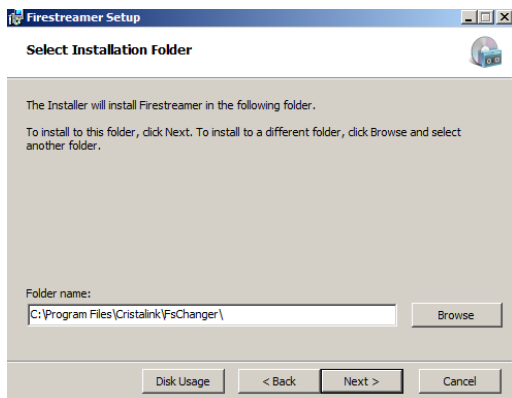 Firestreamer Setup
Select Installation Folder
The Installer will install Firestreamer in the following folder.
To install to this folder, click Next. To install to a different folder, click Browse and select
another folder.
Folder name:
C:\Program Files\Cristalink\FsChanger\
Browse
Disk Usage
< Back
Next >
Cancel